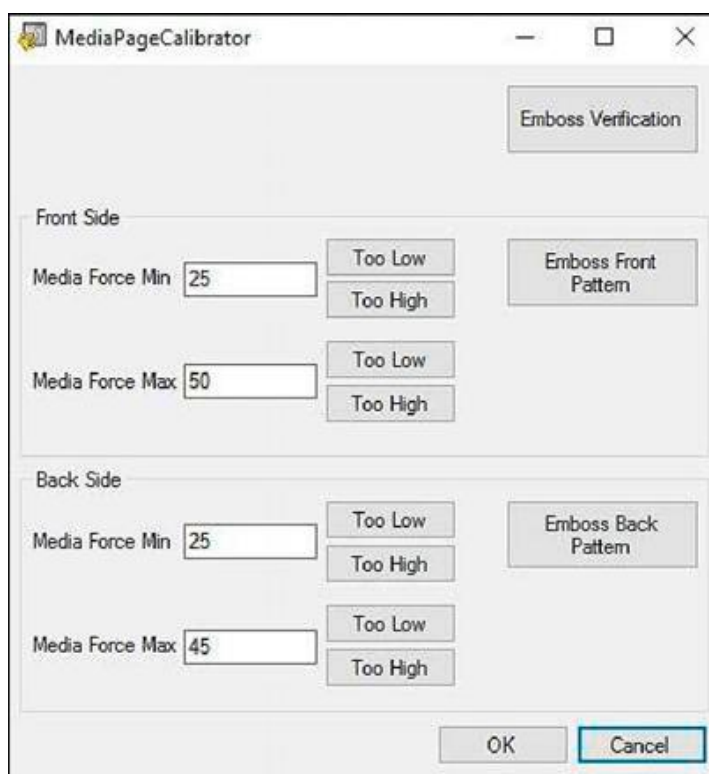 MediaPageCalibrator
Emboss Verification
Front Side
Media Force Min 25
Too Low
Too High
Emboss Front
Pattern
Media Force Max 50
Too Low
Too High
Back Side
Media Force Min 25
Too Low
Too High
Emboss Back
Pattern
Media Force Max 45
Too Low
Too High
OK Cancel